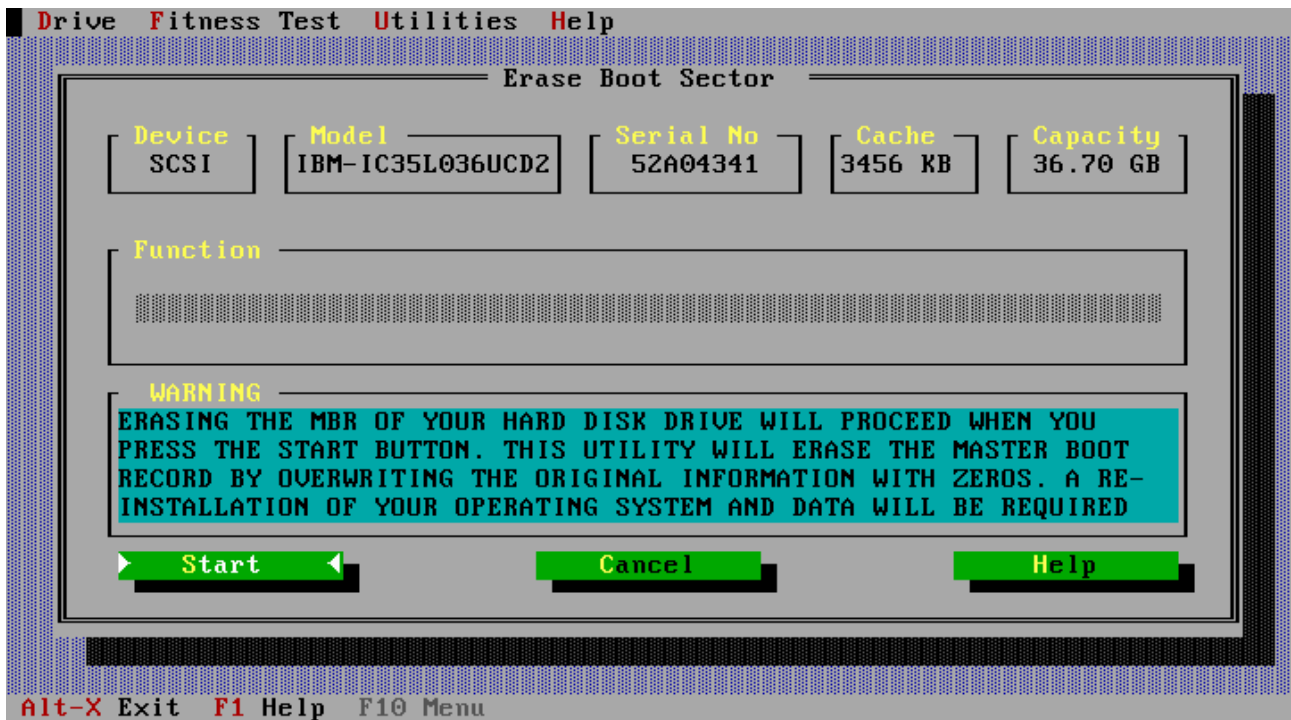 Drive Fitness Test Utilities Help
Erase Boot Sector
Device Model Serial No Cache Capacity
SCSI IBM-IC35L036UCD2 52A04341 3456 KB 36.70 GB
Function
WARNING
ERASING THE MBR OF YOUR HARD DISK DRIVE WILL PROCEED WHEN YOU
PRESS THE START BUTTON. THIS UTILITY WILL ERASE THE MASTER BOOT
RECORD BY OVERWRITING THE ORIGINAL INFORMATION WITH ZEROS. A RE-
INSTALLATION OF YOUR OPERATING SYSTEM AND DATA WILL BE REQUIRED
Start Cancel Help
Alt-X Exit F1 Help F10 Menu